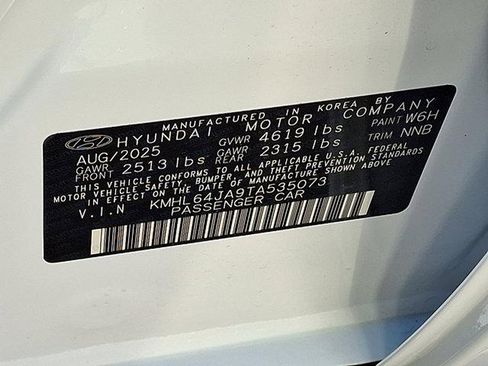 MANUFACTURED IN KOREA BY
HYUNDAI MOTOR COMPANY
AUG/2025 GVWR 4619 lbs PAINT W6H
GAWR FRONT 2513 lbs GAWR REAR 2315 lbs TRIM NNB
THIS VEHICLE CONFORMS TO ALL APPLICABLE U.S. FEDERAL
MOTOR VEHICLE SAFETY, BUMPER, AND THEFT PREVENTION STANDARDS
IN EFFECT ON THE DATE OF MANUFACTURE SHOWN ABOVE.
V.I.N KMHL64JA9TA535073
PASSENGER CAR